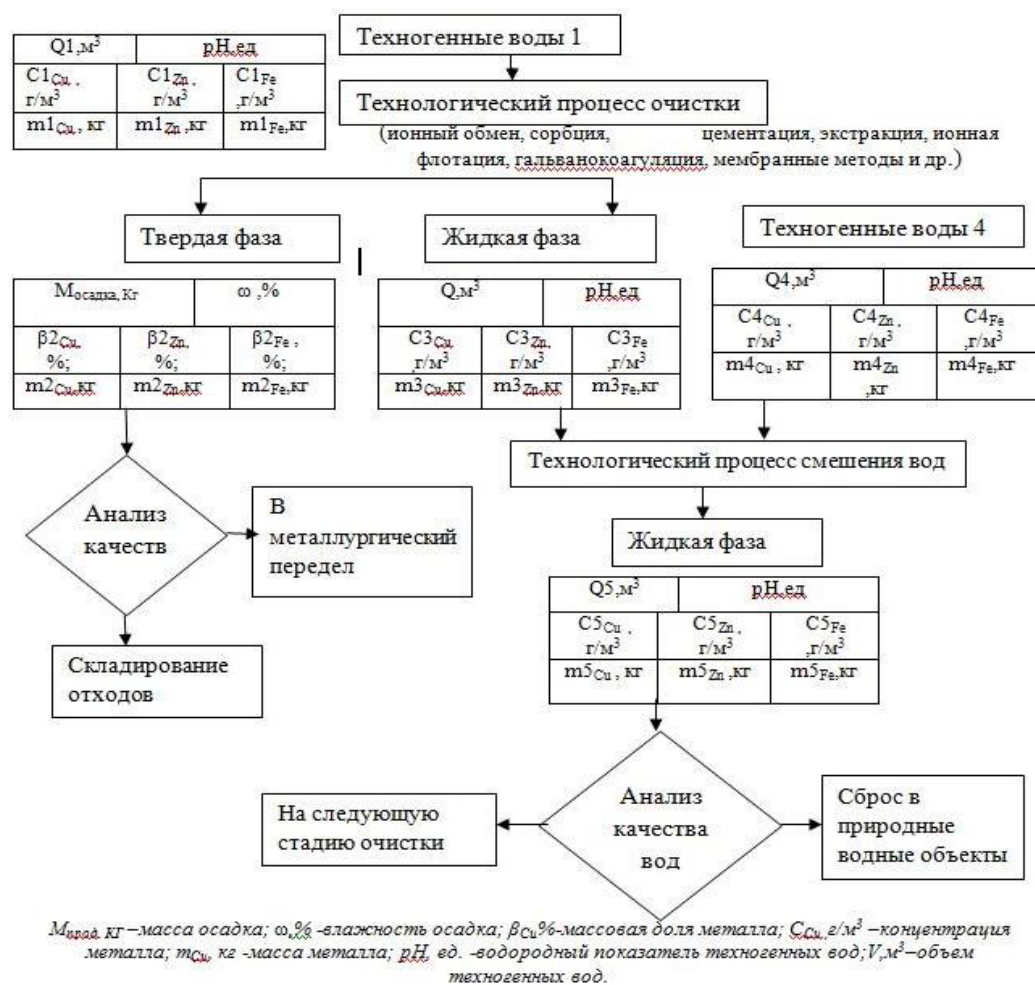 Техногенные воды 1
Q1,м³ pH,ед
C1Cu , C1Zn , C1Fe
г/м³ г/м³ ,г/м³
m1Cu , кг m1Zn ,кг m1Fe,кг
Технологический процесс очистки
(ионный обмен, сорбция, цементация, экстракция, ионная
флотация, гальванокоагуляция, мембранные методы и др.)
Твердая фаза
Жидкая фаза
Техногенные воды 4
Mосадка, Кг ω ,%
β2Cu, β2Zn, β2Fe ,
%; %; %;
m2Cu,кг m2Zn,кг m2Fe,кг
Q,м³ pH,ед
C3Cu, C3Zn, C3Fe
г/м³ г/м³ ,г/м³
m3Cu,кг m3Zn,кг m3Fe,кг
Q4,м³ pH,ед
C4Cu , C4Zn , C4Fe
г/м³ г/м³ ,г/м³
m4Cu , кг m4Zn m4Fe,кг
,кг
Технологический процесс смешения вод
Анализ
качеств
В
металлургический
передел
Складирование
отходов
Жидкая фаза
Q5,м³ pH,ед
C5Cu , C5Zn , C5Fe
г/м³ г/м³ ,г/м³
m5Cu , кг m5Zn ,кг m5Fe,кг
На следующую
стадию очистки
Анализ
качества
вод
Сброс в
природные
водные объекты
КГ –масса осадка; ω,% -влажность осадка; βCu%-массовая доля металла; CCu,г/м³ –концентрация
металла; mCu, кг -масса металла; pH, ед. -водородный показатель техногенных вод;V,м³–объем
техногенных вод.